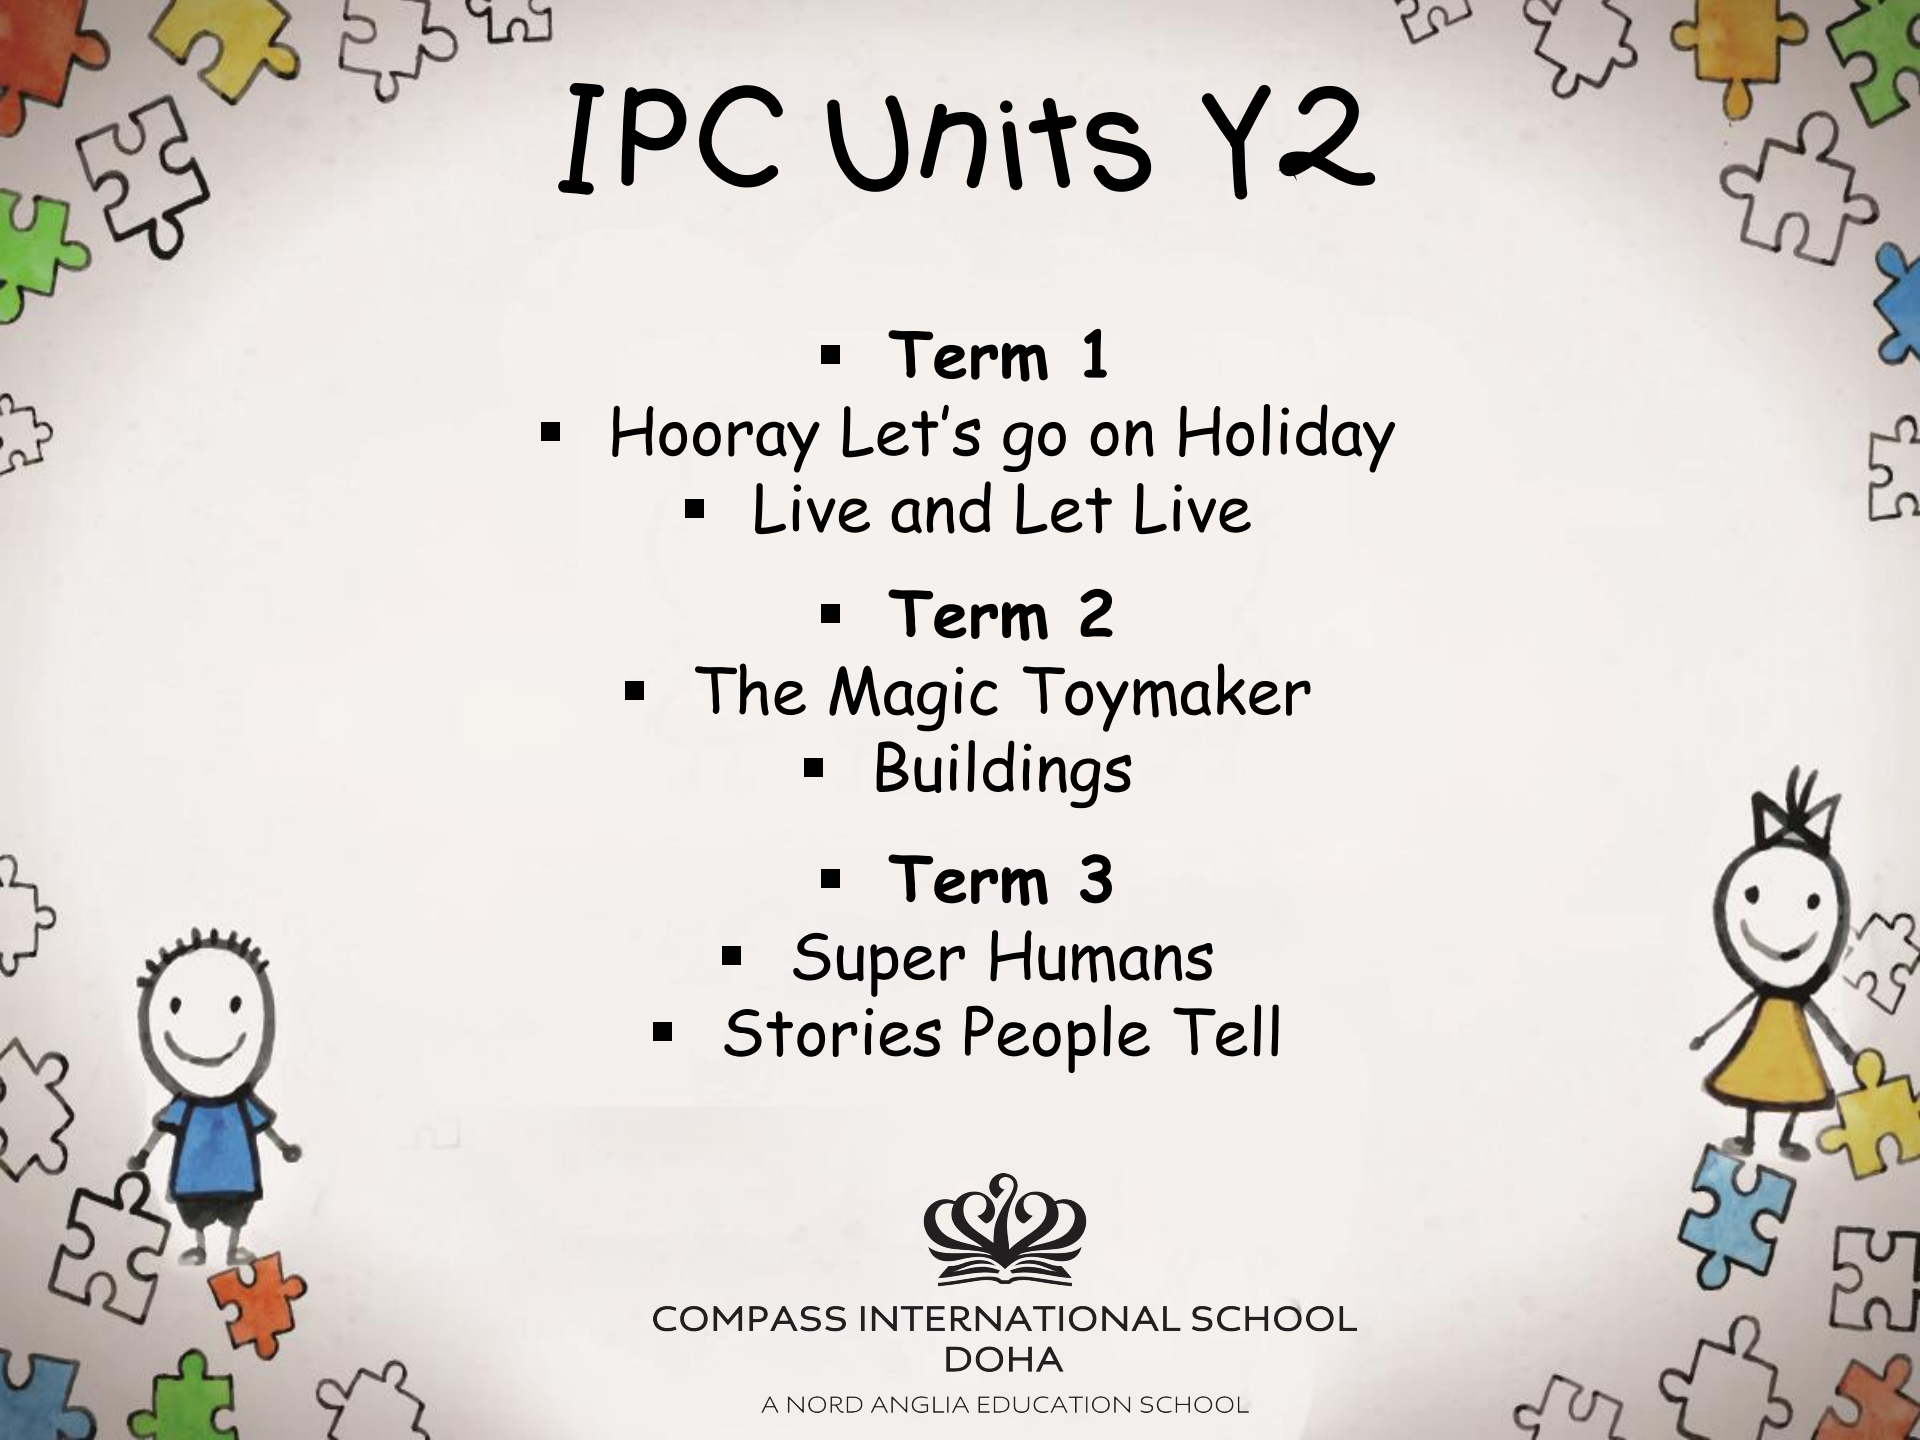 IPC Units Y2
▪ Term 1
▪ Hooray Let’s go on Holiday
▪ Live and Let Live
▪ Term 2
▪ The Magic Toymaker
▪ Buildings
▪ Term 3
▪ Super Humans
▪ Stories People Tell
COMPASS INTERNATIONAL SCHOOL
DOHA
A NORD ANGLIA EDUCATION SCHOOL